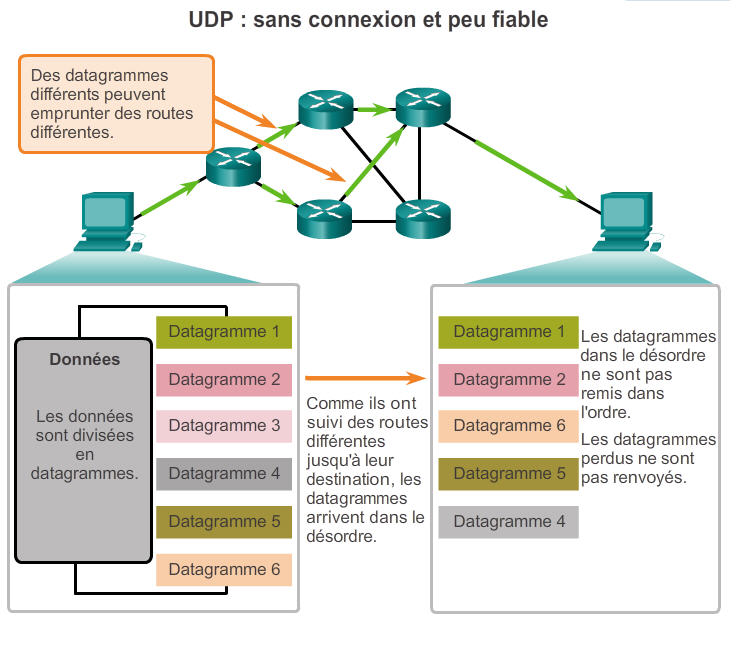 UDP : sans connexion et peu fiable
Des datagrammes
différents peuvent
emprunter des routes
différentes.
Données
Les données
sont divisées
en
datagrammes.
Datagramme 1
Datagramme 2
Datagramme 3
Datagramme 4
Datagramme 5
Datagramme 6
Comme ils ont
suivi des routes
différentes
jusqu'à leur
destination, les
datagrammes
arrivent dans le
désordre.
Datagramme 1
Datagramme 2
Datagramme 6
Datagramme 5
Datagramme 4
Les datagrammes
dans le désordre
ne sont pas
remis dans
l'ordre.
Les datagrammes
perdus ne sont
pas renvoyés.